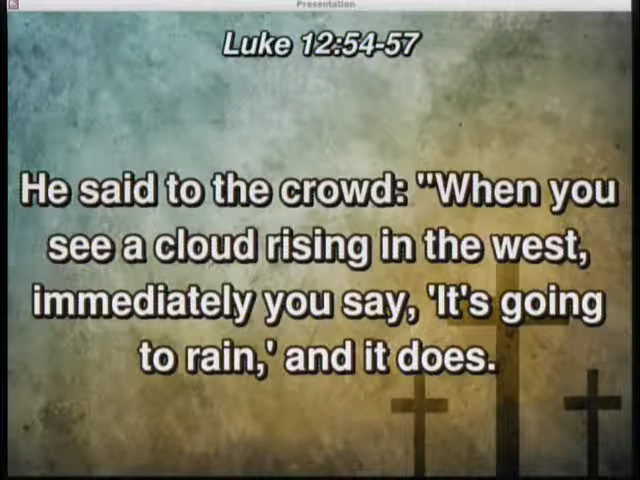 Presentation
Luke 12:54-57
He said to the crowd: "When you
see a cloud rising in the west,
immediately you say, 'It's going
to rain,' and it does.